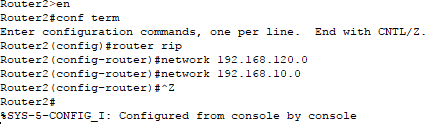 Router2>en
Router2#conf term
Enter configuration commands, one per line.  End with CNTL/Z.
Router2(config)#router rip
Router2(config-router)#network 192.168.120.0
Router2(config-router)#network 192.168.10.0
Router2(config-router)#^Z
Router2#
%SYS-5-CONFIG_I: Configured from console by console